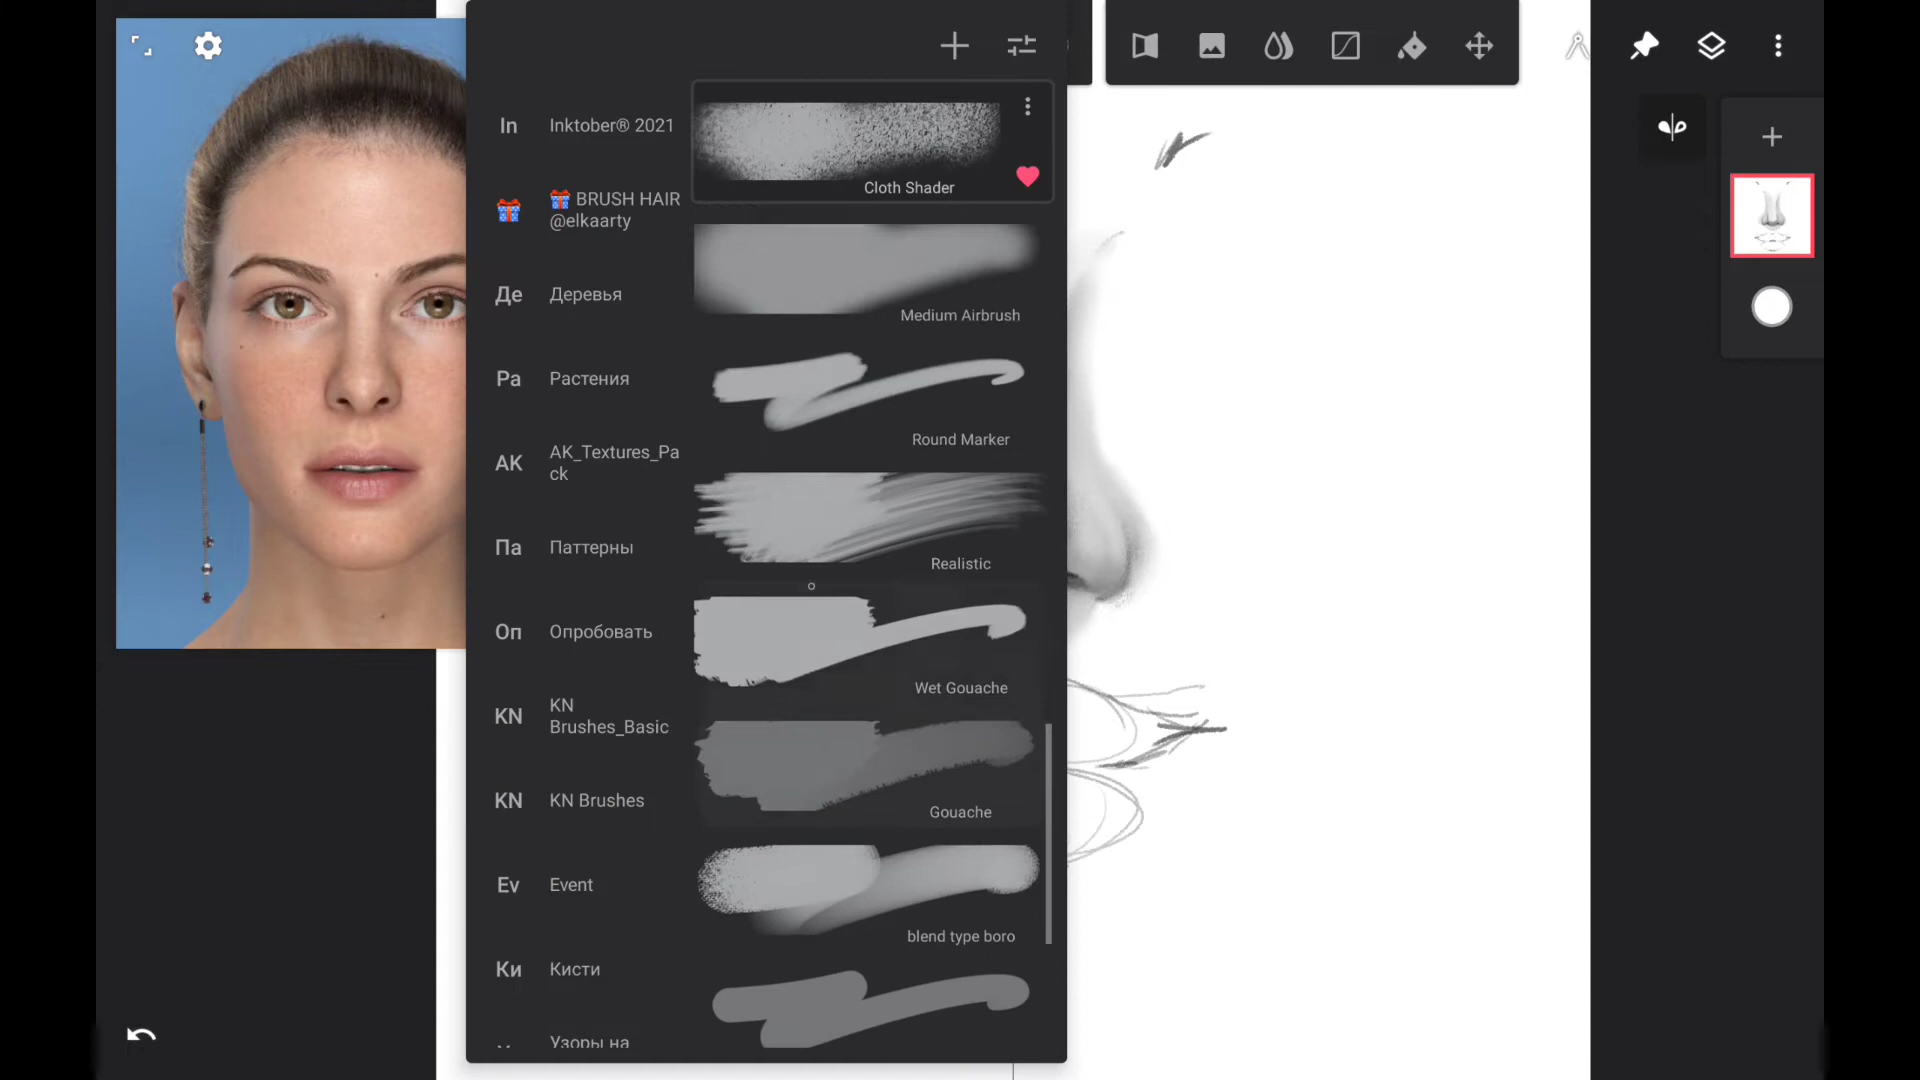 In Inktober® 2021
🎁 BRUSH HAIR
@elkaarty
Де Деревья
Ра Растения
AK AK_Textures_Pa
ck
Па Паттерны
Оп Опробовать
KN KN
Brushes_Basic
KN KN Brushes
Ev Event
Ки Кисти
Узоры на
Cloth Shader
Medium Airbrush
Round Marker
Realistic
Wet Gouache
Gouache
blend type boro